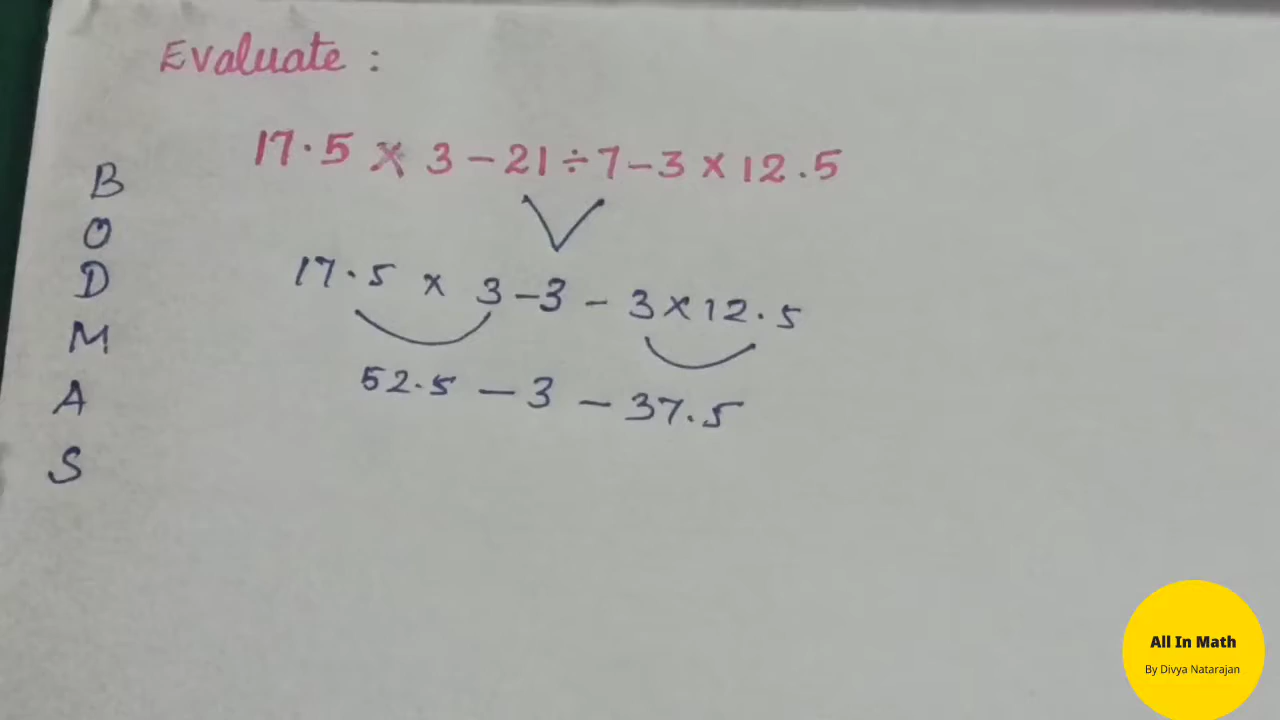 Evaluate :
17.5 × 3 - 21 ÷ 7 - 3 × 12.5
B
O
D
M
A
S
17.5 × 3 - 3 - 3 × 12.5
52.5 - 3 - 37.5
All In Math
By Divya Natarajan